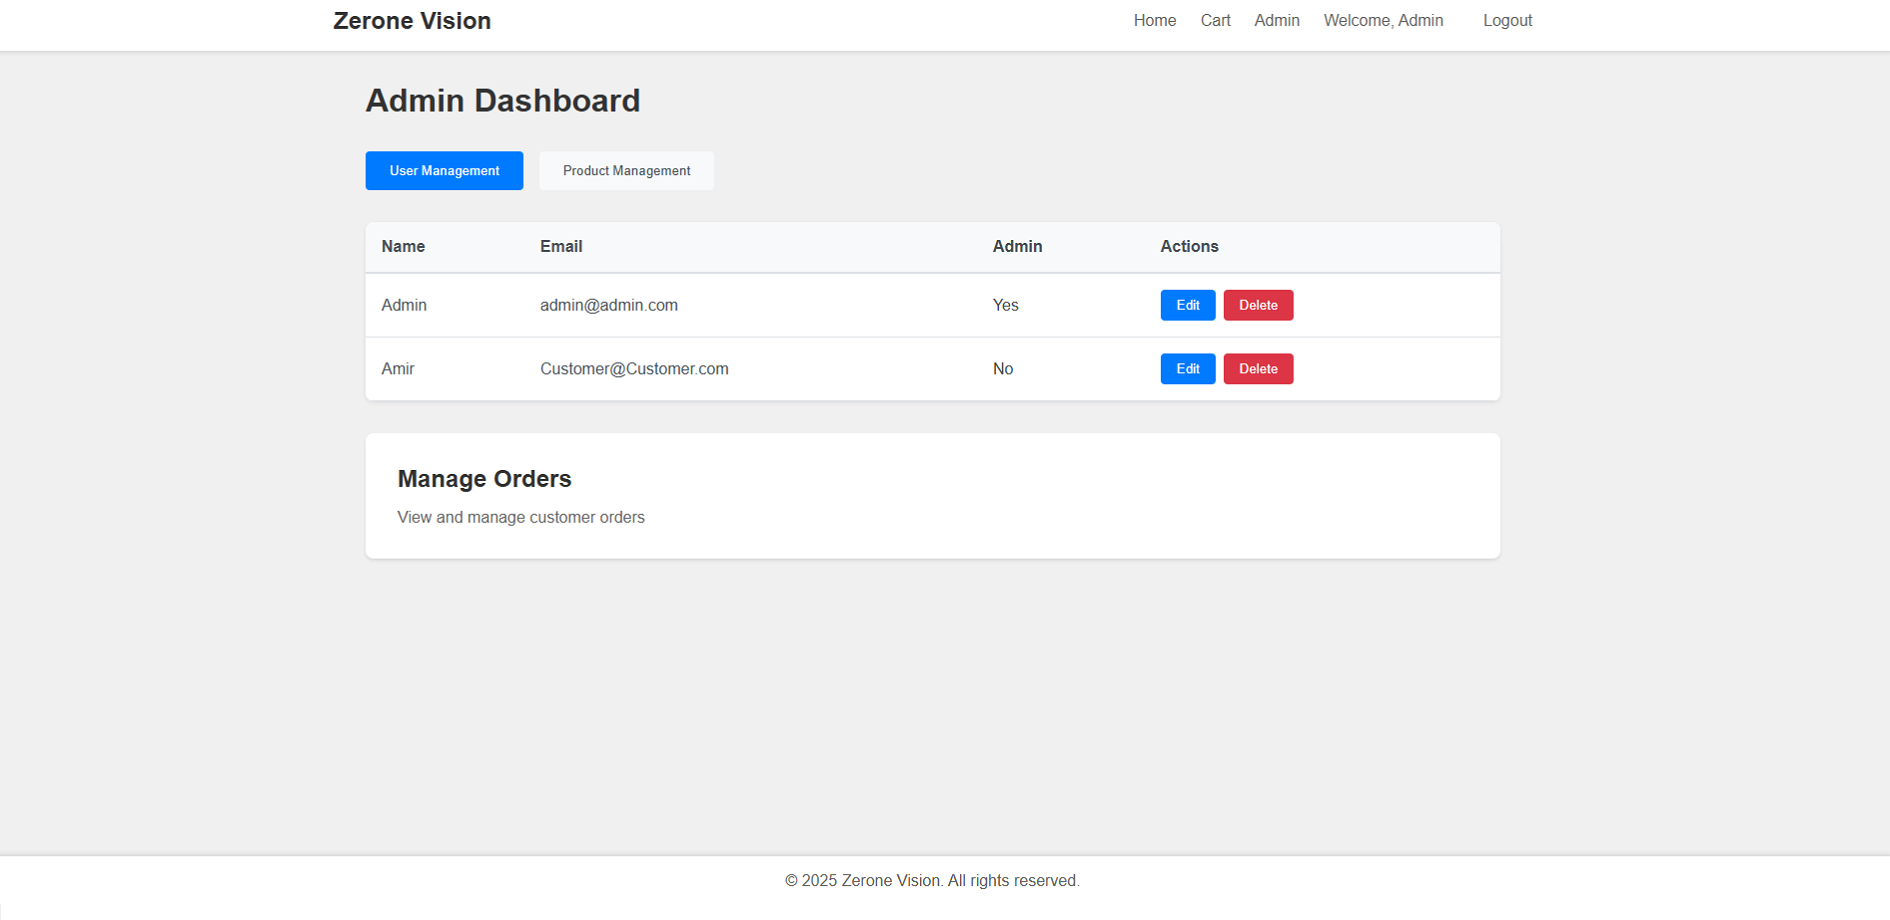 Zerone Vision Home Cart Admin Welcome, Admin Logout
Admin Dashboard
User Management Product Management
Name Email Admin Actions
Admin admin@admin.com Yes Edit Delete
Amir Customer@Customer.com No Edit Delete
Manage Orders
View and manage customer orders
© 2025 Zerone Vision. All rights reserved.